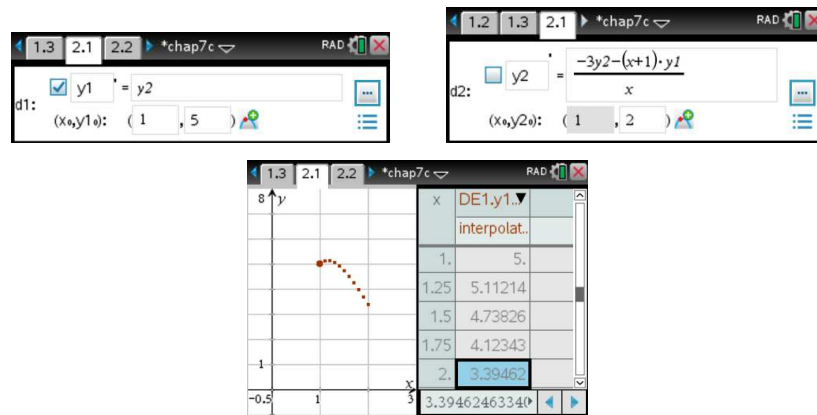 1.3 2.1 2.2 *chap7c RAD
d1: y1 ' = y2
(x₀,y1₀): ( 1 , 5 )
1.2 1.3 2.1 *chap7c RAD
d2: y2 ' = −3y2−(x+1)·y1 / x
(x₀,y2₀): ( 1 , 2 )
1.3 2.1 2.2 *chap7c RAD
8 y
1
-0.5 1 3 x
x DE1.y1..
interpolat..
1. 5.
1.25 5.11214
1.5 4.73826
1.75 4.12343
2. 3.39462
3.3946246334